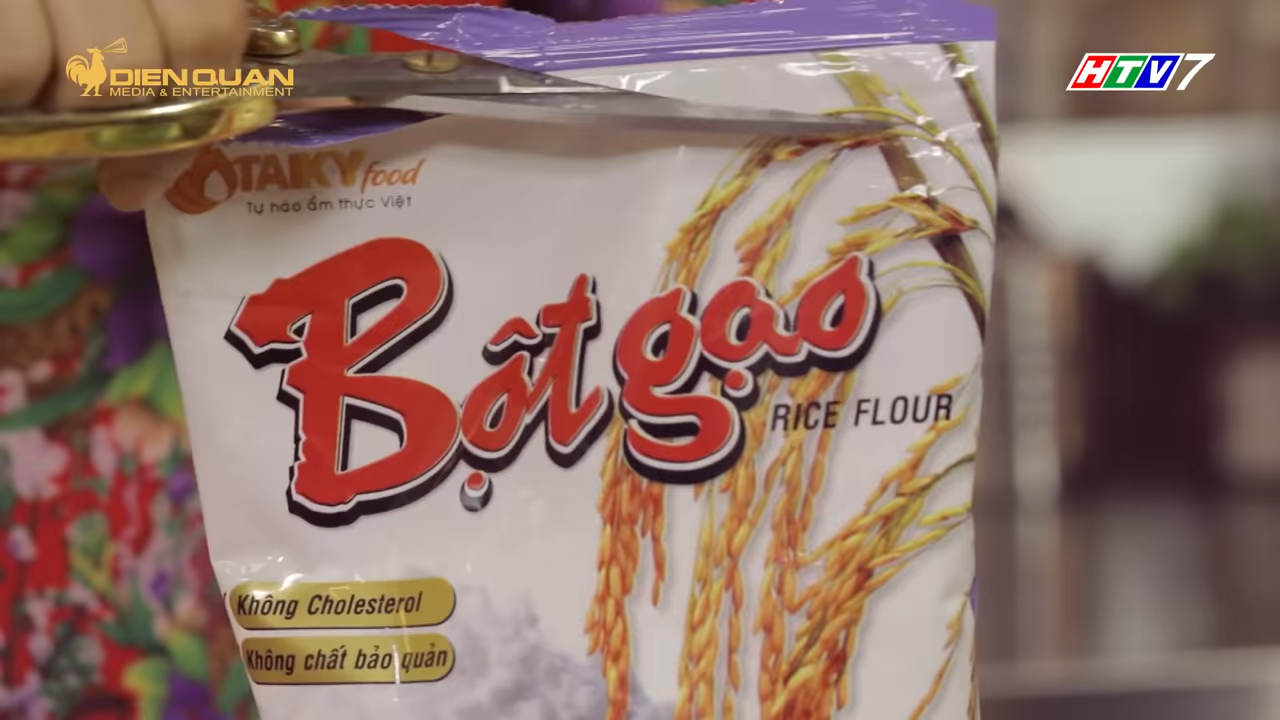 DIEN QUAN
MEDIA & ENTERTAINMENT
HTV7
TAIKY food
Tự hào ẩm thực Việt
Bột gạo
RICE FLOUR
Không Cholesterol
Không chất bảo quản